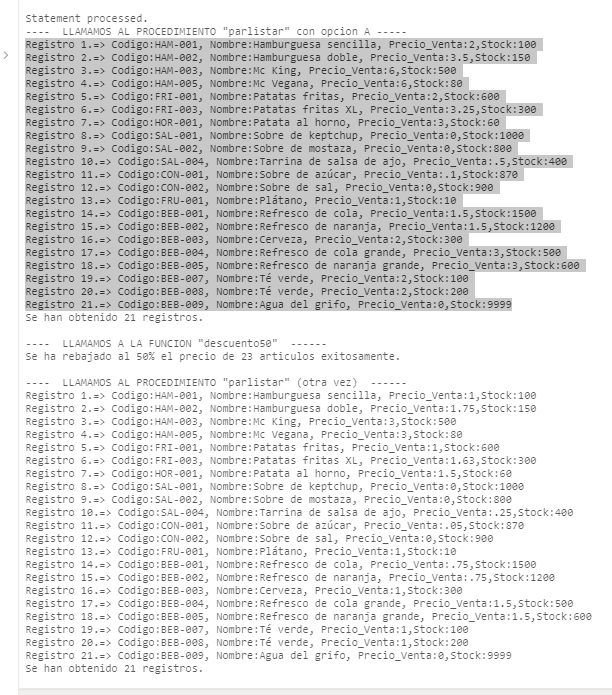 Statement processed.
----  LLAMAMOS AL PROCEDIMIENTO "parlistar" con opcion A -----
Registro 1.=> Codigo:HAM-001, Nombre:Hamburguesa sencilla, Precio_Venta:2,Stock:100
Registro 2.=> Codigo:HAM-002, Nombre:Hamburguesa doble, Precio_Venta:3.5,Stock:150
Registro 3.=> Codigo:HAM-003, Nombre:Mc King, Precio_Venta:6,Stock:500
Registro 4.=> Codigo:HAM-005, Nombre:Mc Vegana, Precio_Venta:6,Stock:80
Registro 5.=> Codigo:FRI-001, Nombre:Patatas fritas, Precio_Venta:2,Stock:600
Registro 6.=> Codigo:FRI-003, Nombre:Patatas fritas XL, Precio_Venta:3.25,Stock:300
Registro 7.=> Codigo:HOR-001, Nombre:Patata al horno, Precio_Venta:3,Stock:60
Registro 8.=> Codigo:SAL-001, Nombre:Sobre de keptchup, Precio_Venta:0,Stock:1000
Registro 9.=> Codigo:SAL-002, Nombre:Sobre de mostaza, Precio_Venta:0,Stock:800
Registro 10.=> Codigo:SAL-004, Nombre:Tarrina de salsa de ajo, Precio_Venta:.5,Stock:400
Registro 11.=> Codigo:CON-001, Nombre:Sobre de azúcar, Precio_Venta:.1,Stock:870
Registro 12.=> Codigo:CON-002, Nombre:Sobre de sal, Precio_Venta:0,Stock:900
Registro 13.=> Codigo:FRU-001, Nombre:Plátano, Precio_Venta:1,Stock:10
Registro 14.=> Codigo:BEB-001, Nombre:Refresco de cola, Precio_Venta:1.5,Stock:1500
Registro 15.=> Codigo:BEB-002, Nombre:Refresco de naranja, Precio_Venta:1.5,Stock:1200
Registro 16.=> Codigo:BEB-003, Nombre:Cerveza, Precio_Venta:2,Stock:300
Registro 17.=> Codigo:BEB-004, Nombre:Refresco de cola grande, Precio_Venta:3,Stock:500
Registro 18.=> Codigo:BEB-005, Nombre:Refresco de naranja grande, Precio_Venta:3,Stock:600
Registro 19.=> Codigo:BEB-007, Nombre:Té verde, Precio_Venta:2,Stock:100
Registro 20.=> Codigo:BEB-008, Nombre:Té verde, Precio_Venta:2,Stock:200
Registro 21.=> Codigo:BEB-009, Nombre:Agua del grifo, Precio_Venta:0,Stock:9999
Se han obtenido 21 registros.
----  LLAMAMOS A LA FUNCION "descuento50"  ------
Se ha rebajado al 50% el precio de 23 articulos exitosamente.
----  LLAMAMOS AL PROCEDIMIENTO "parlistar" (otra vez)  ------
Registro 1.=> Codigo:HAM-001, Nombre:Hamburguesa sencilla, Precio_Venta:1,Stock:100
Registro 2.=> Codigo:HAM-002, Nombre:Hamburguesa doble, Precio_Venta:1.75,Stock:150
Registro 3.=> Codigo:HAM-003, Nombre:Mc King, Precio_Venta:3,Stock:500
Registro 4.=> Codigo:HAM-005, Nombre:Mc Vegana, Precio_Venta:3,Stock:80
Registro 5.=> Codigo:FRI-001, Nombre:Patatas fritas, Precio_Venta:1,Stock:600
Registro 6.=> Codigo:FRI-003, Nombre:Patatas fritas XL, Precio_Venta:1.63,Stock:300
Registro 7.=> Codigo:HOR-001, Nombre:Patata al horno, Precio_Venta:1.5,Stock:60
Registro 8.=> Codigo:SAL-001, Nombre:Sobre de keptchup, Precio_Venta:0,Stock:1000
Registro 9.=> Codigo:SAL-002, Nombre:Sobre de mostaza, Precio_Venta:0,Stock:800
Registro 10.=> Codigo:SAL-004, Nombre:Tarrina de salsa de ajo, Precio_Venta:.25,Stock:400
Registro 11.=> Codigo:CON-001, Nombre:Sobre de azúcar, Precio_Venta:.05,Stock:870
Registro 12.=> Codigo:CON-002, Nombre:Sobre de sal, Precio_Venta:0,Stock:900
Registro 13.=> Codigo:FRU-001, Nombre:Plátano, Precio_Venta:1,Stock:10
Registro 14.=> Codigo:BEB-001, Nombre:Refresco de cola, Precio_Venta:.75,Stock:1500
Registro 15.=> Codigo:BEB-002, Nombre:Refresco de naranja, Precio_Venta:.75,Stock:1200
Registro 16.=> Codigo:BEB-003, Nombre:Cerveza, Precio_Venta:1,Stock:300
Registro 17.=> Codigo:BEB-004, Nombre:Refresco de cola grande, Precio_Venta:1.5,Stock:500
Registro 18.=> Codigo:BEB-005, Nombre:Refresco de naranja grande, Precio_Venta:1.5,Stock:600
Registro 19.=> Codigo:BEB-007, Nombre:Té verde, Precio_Venta:1,Stock:100
Registro 20.=> Codigo:BEB-008, Nombre:Té verde, Precio_Venta:1,Stock:200
Registro 21.=> Codigo:BEB-009, Nombre:Agua del grifo, Precio_Venta:0,Stock:9999
Se han obtenido 21 registros.